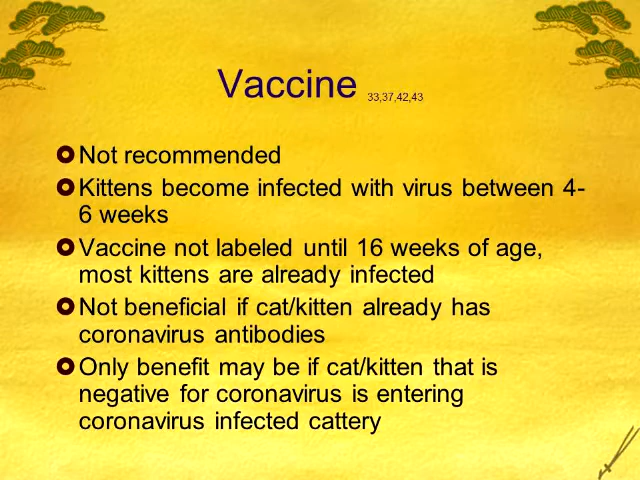 Vaccine 33,37,42,43
Not recommended
Kittens become infected with virus between 4-
6 weeks
Vaccine not labeled until 16 weeks of age,
most kittens are already infected
Not beneficial if cat/kitten already has
coronavirus antibodies
Only benefit may be if cat/kitten that is
negative for coronavirus is entering
coronavirus infected cattery